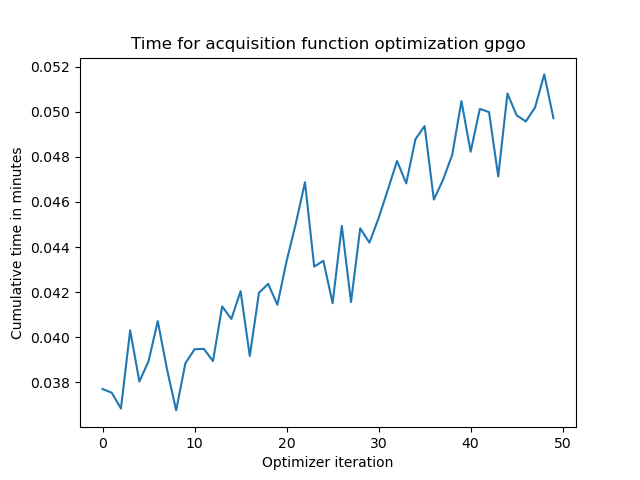 Time for acquisition function optimization gpgo
0.052
0.050
0.048
0.046
0.044
0.042
0.040
0.038
Cumulative time in minutes
0 10 20 30 40 50
Optimizer iteration